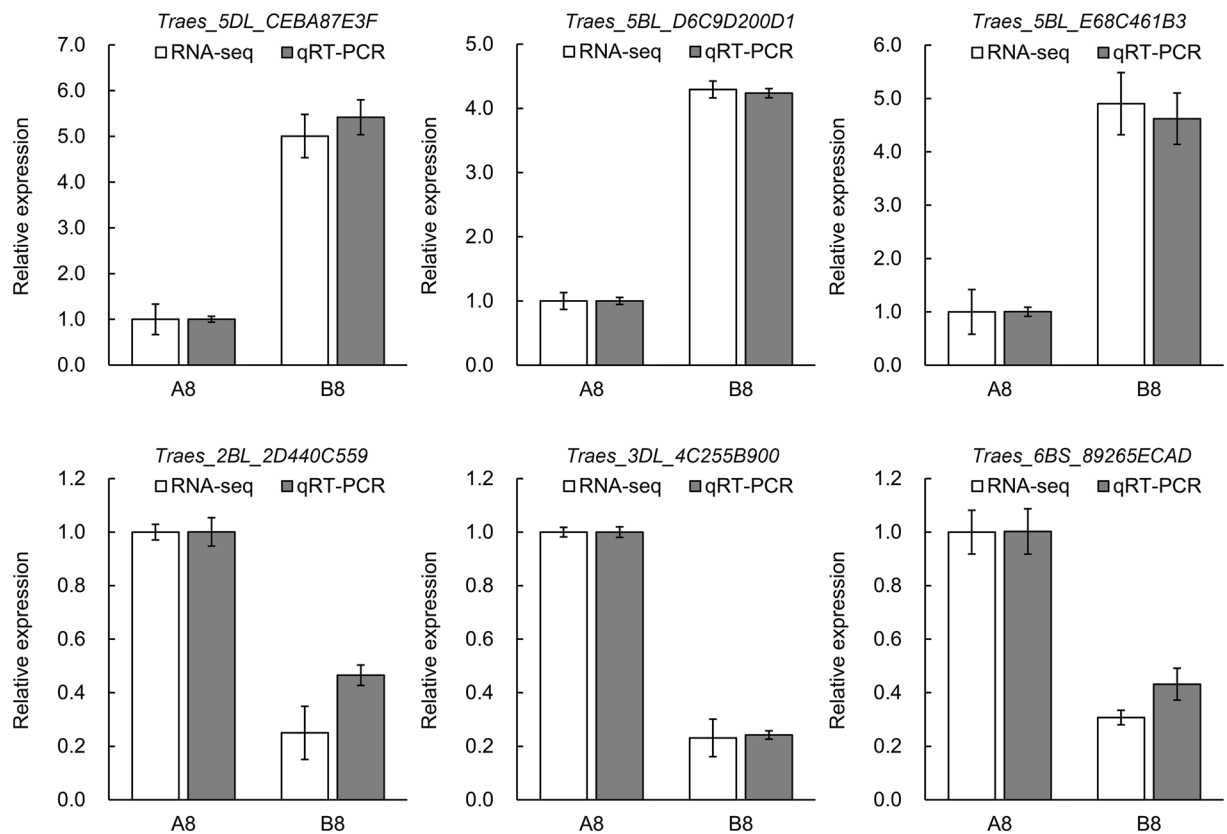 Traes_5DL_CEBA87E3F
RNA-seq qRT-PCR
Relative expression
7.0
6.0
5.0
4.0
3.0
2.0
1.0
0.0
A8 B8
Traes_5BL_D6C9D200D1
RNA-seq qRT-PCR
Relative expression
5.0
4.0
3.0
2.0
1.0
0.0
A8 B8
Traes_5BL_E68C461B3
RNA-seq qRT-PCR
Relative expression
6.0
5.0
4.0
3.0
2.0
1.0
0.0
A8 B8
Traes_2BL_2D440C559
RNA-seq qRT-PCR
Relative expression
1.2
1.0
0.8
0.6
0.4
0.2
0.0
A8 B8
Traes_3DL_4C255B900
RNA-seq qRT-PCR
Relative expression
1.2
1.0
0.8
0.6
0.4
0.2
0.0
A8 B8
Traes_6BS_89265ECAD
RNA-seq qRT-PCR
Relative expression
1.2
1.0
0.8
0.6
0.4
0.2
0.0
A8 B8